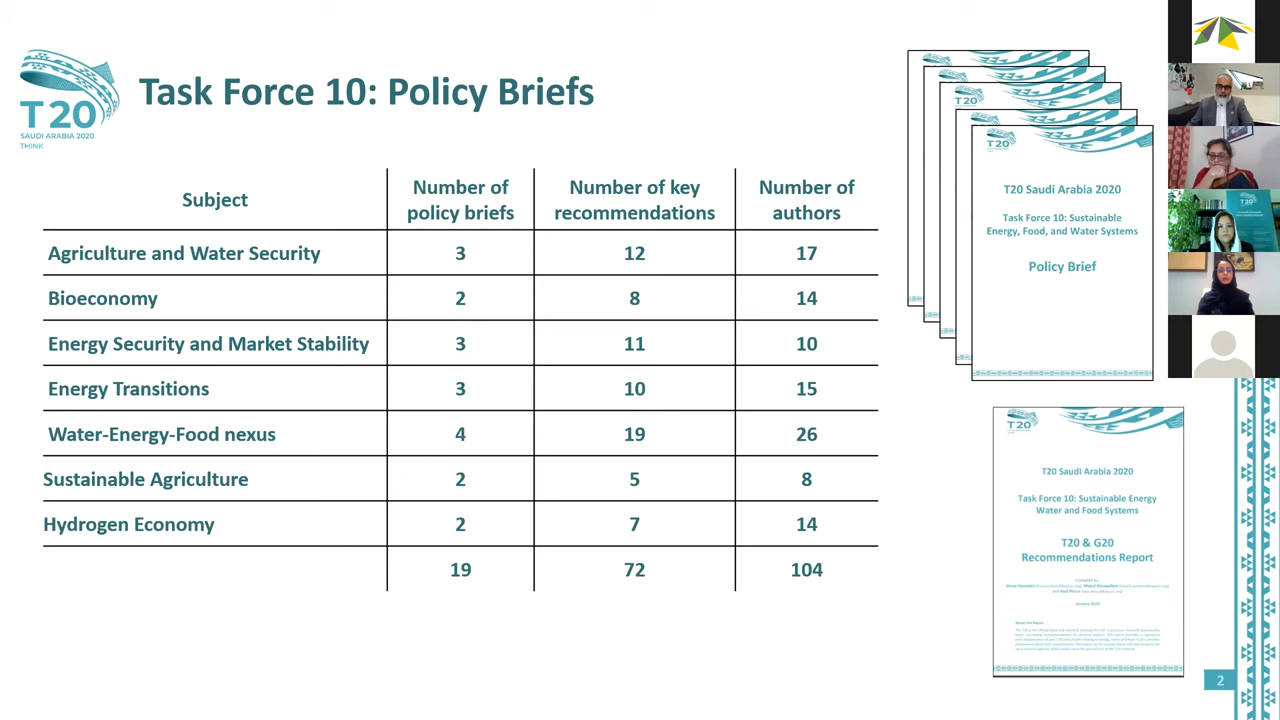 T20
SAUDI ARABIA 2020
THINK
Task Force 10: Policy Briefs
Subject
Number of policy briefs
Number of key recommendations
Number of authors
Agriculture and Water Security 3 12 17
Bioeconomy 2 8 14
Energy Security and Market Stability 3 11 10
Energy Transitions 3 10 15
Water-Energy-Food nexus 4 19 26
Sustainable Agriculture 2 5 8
Hydrogen Economy 2 7 14
19 72 104
T20
T20
T20 Saudi Arabia 2020
Task Force 10: Sustainable
Energy, Food, and Water Systems
Policy Brief
T20
T20 Saudi Arabia 2020
Task Force 10: Sustainable Energy
Water and Food Systems
T20 & G20
Recommendations Report
January 2020
2